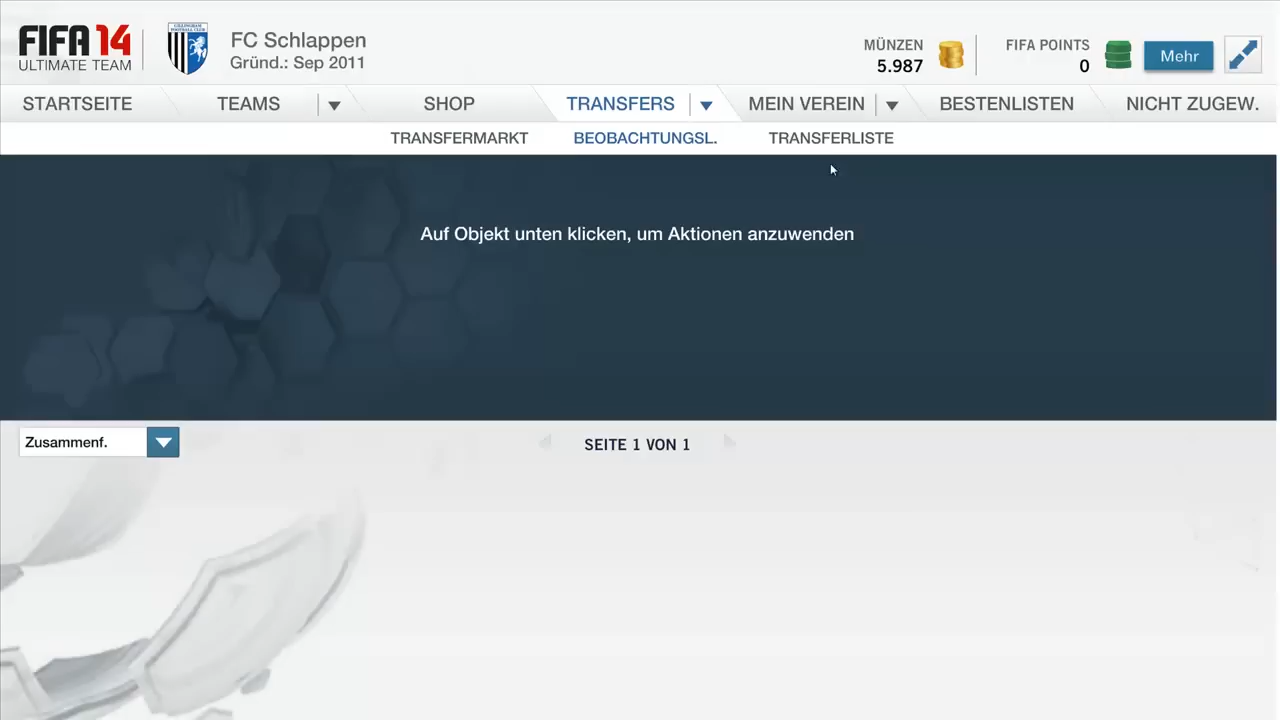 FIFA 14
ULTIMATE TEAM
FC Schlappen
Gründ.: Sep 2011
MÜNZEN
5.987
FIFA POINTS
0
Mehr
STARTSEITE
TEAMS
SHOP
TRANSFERS
MEIN VEREIN
BESTENLISTEN
NICHT ZUGEW.
TRANSFERMARKT
BEOBACHTUNGSL.
TRANSFERLISTE
Auf Objekt unten klicken, um Aktionen anzuwenden
Zusammenf.
SEITE 1 VON 1